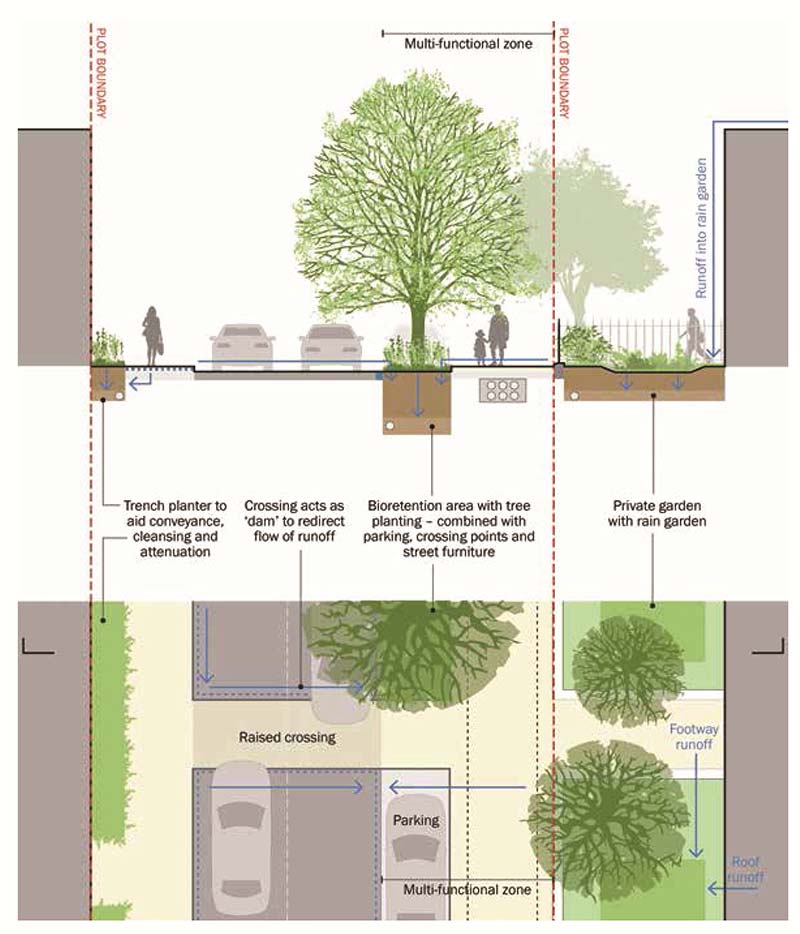 PLOT BOUNDARY
Multi-functional zone
PLOT BOUNDARY
Runoff into rain garden
Trench planter to
aid conveyance,
cleansing and
attenuation
Crossing acts as
‘dam’ to redirect
flow of runoff
Bioretention area with tree
planting – combined with
parking, crossing points and
street furniture
Private garden
with rain garden
Raised crossing
Footway
runoff
Parking
Roof
runoff
Multi-functional zone